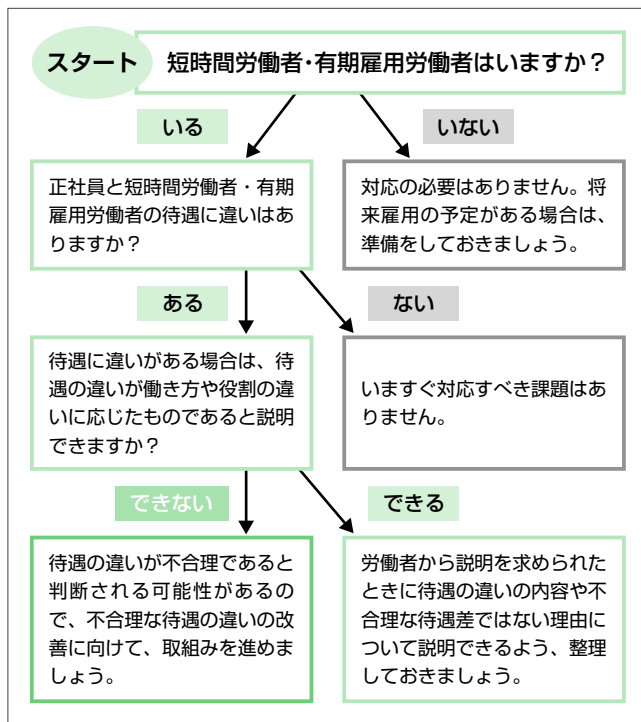 スタート
短時間労働者・有期雇用労働者はいますか？
いる
いない
正社員と短時間労働者・有期
雇用労働者の待遇に違いはあ
りますか？
対応の必要はありません。将
来雇用の予定がある場合は、
準備をしておきましょう。
ある
ない
待遇に違いがある場合は、待
遇の違いが働き方や役割の違
いに応じたものであると説明
できますか？
いますぐ対応すべき課題はあ
りません。
できない
できる
待遇の違いが不合理であると
判断される可能性があるの
で、不合理な待遇の違いの改
善に向けて、取組みを進めま
しょう。
労働者から説明を求められた
ときに待遇の違いの内容や不
合理な待遇差ではない理由に
ついて説明できるよう、整理
しておきましょう。